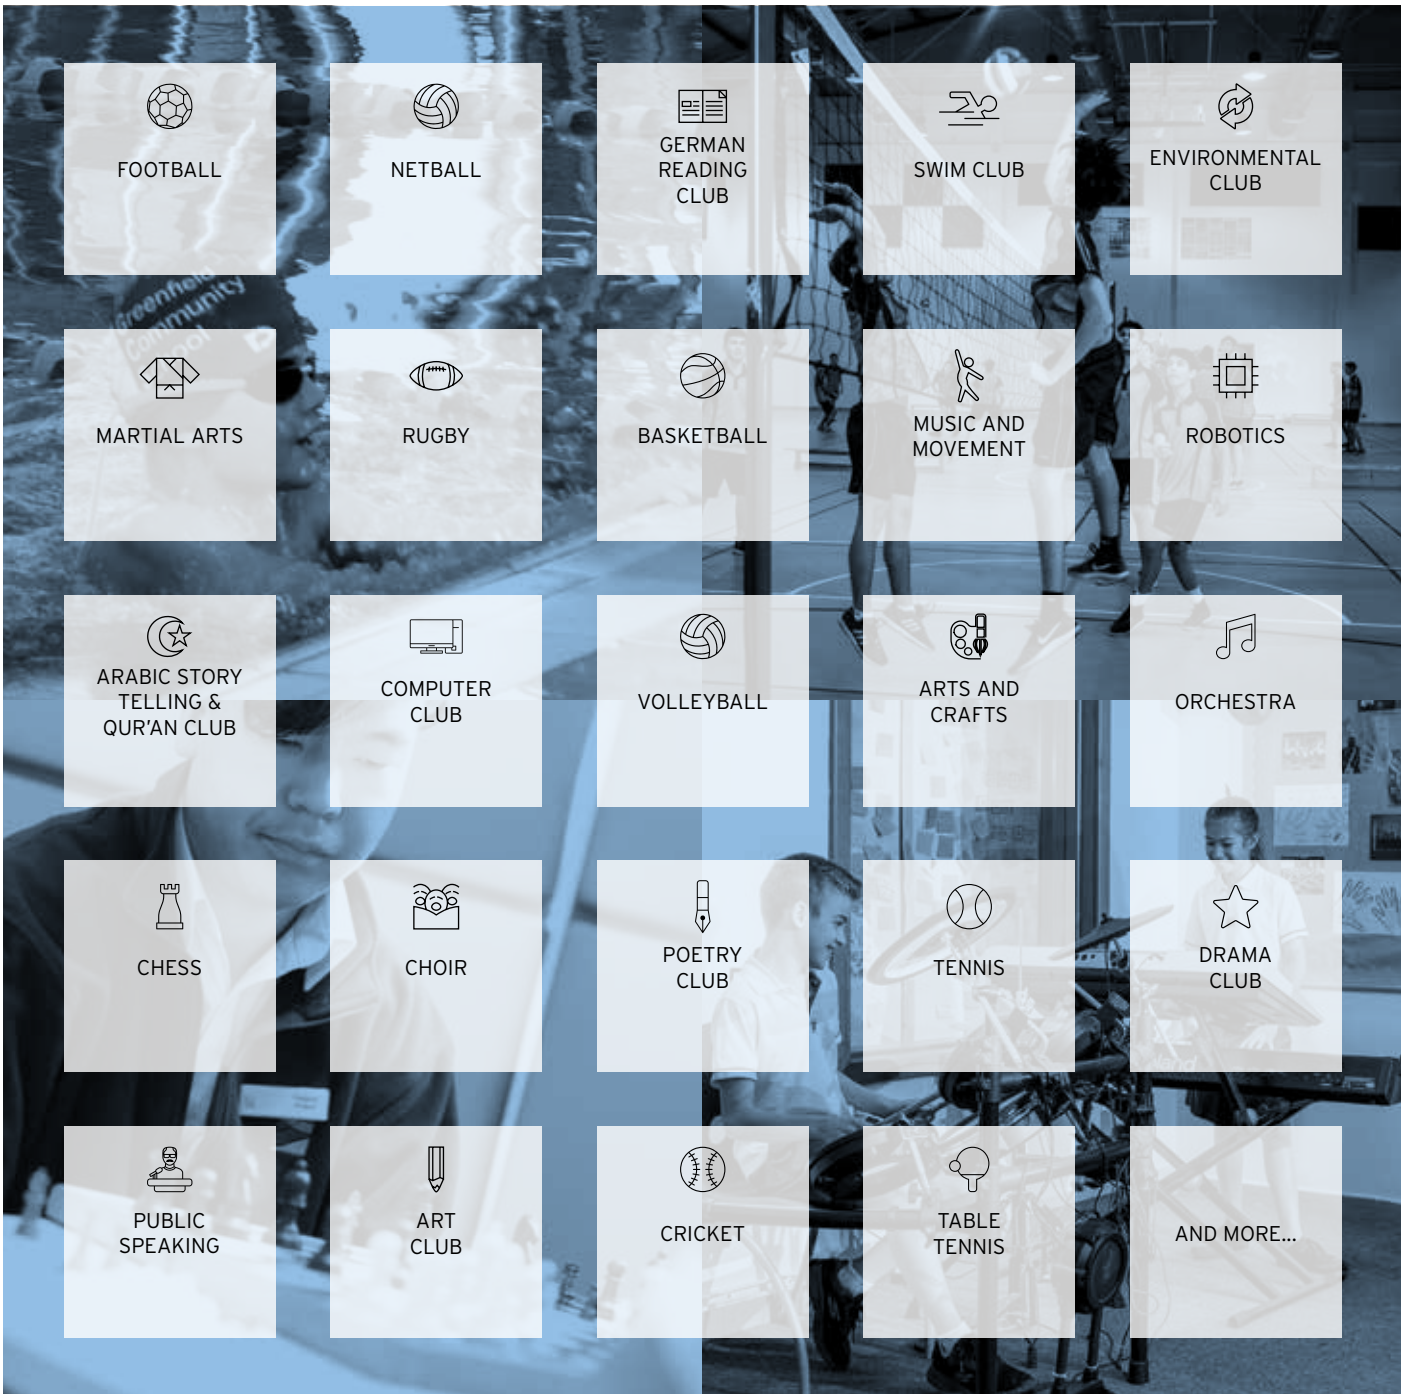 FOOTBALL
NETBALL
GERMAN
READING
CLUB
SWIM CLUB
ENVIRONMENTAL
CLUB
Greenfield
Community
MARTIAL ARTS
RUGBY
BASKETBALL
MUSIC AND
MOVEMENT
ROBOTICS
ARABIC STORY
TELLING &
QUR’AN CLUB
COMPUTER
CLUB
VOLLEYBALL
ARTS AND
CRAFTS
ORCHESTRA
CHESS
CHOIR
POETRY
CLUB
TENNIS
DRAMA
CLUB
PUBLIC
SPEAKING
ART
CLUB
CRICKET
TABLE
TENNIS
AND MORE...